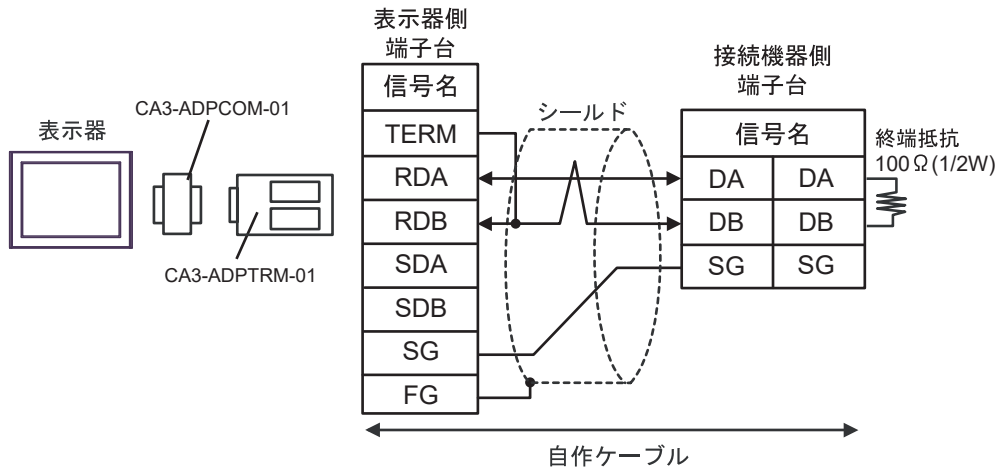 表示器側
端子台
接続機器側
端子台
信号名
シールド
CA3-ADPCOM-01
表示器
TERM
信号名
終端抵抗
100Ω(1/2W)
RDA
DA
DA
RDB
DB
DB
SDA
SG
SG
CA3-ADPTRM-01
SDB
SG
FG
自作ケーブル